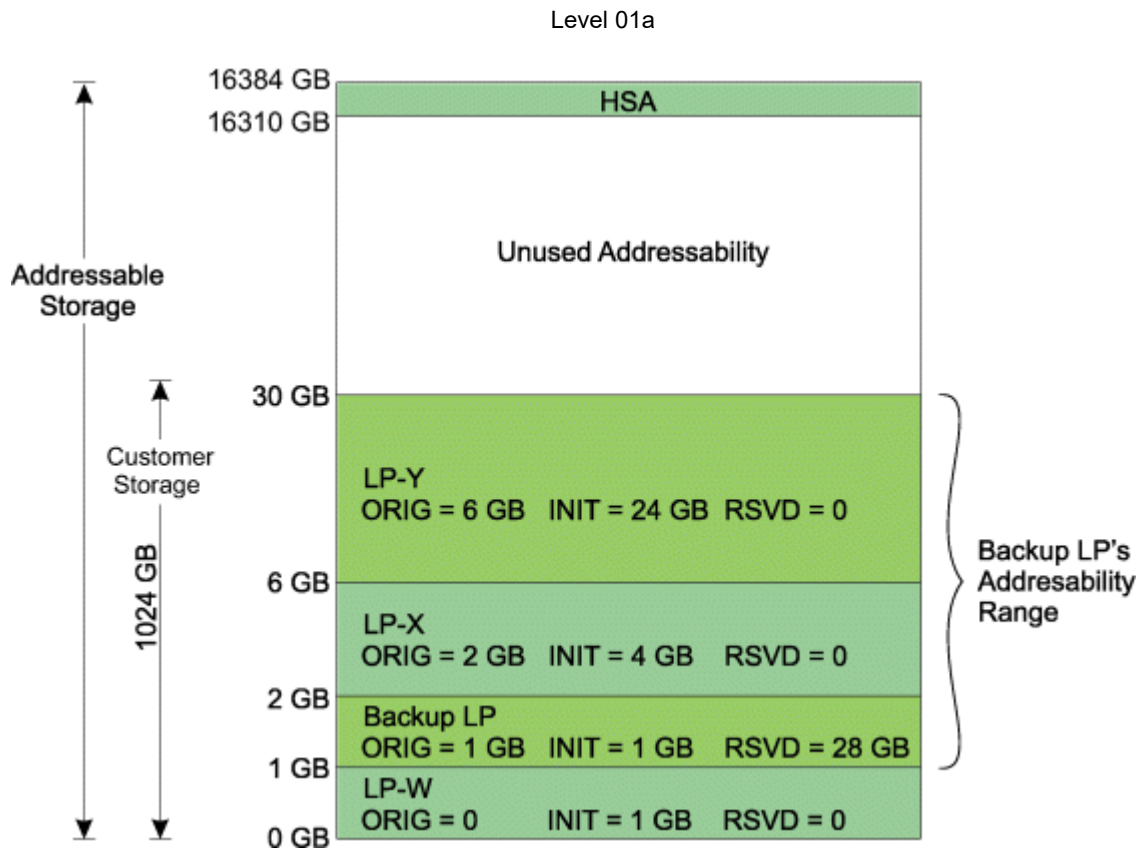 Level 01a
16384 GB
HSA
16310 GB
Unused Addressability
Addressable
Storage
30 GB
Customer
Storage
1024 GB
LP-Y
ORIG = 6 GB INIT = 24 GB RSVD = 0
Backup LP's
Addresability
Range
6 GB
LP-X
ORIG = 2 GB INIT = 4 GB RSVD = 0
2 GB
Backup LP
ORIG = 1 GB INIT = 1 GB RSVD = 28 GB
1 GB
LP-W
ORIG = 0 INIT = 1 GB RSVD = 0
0 GB